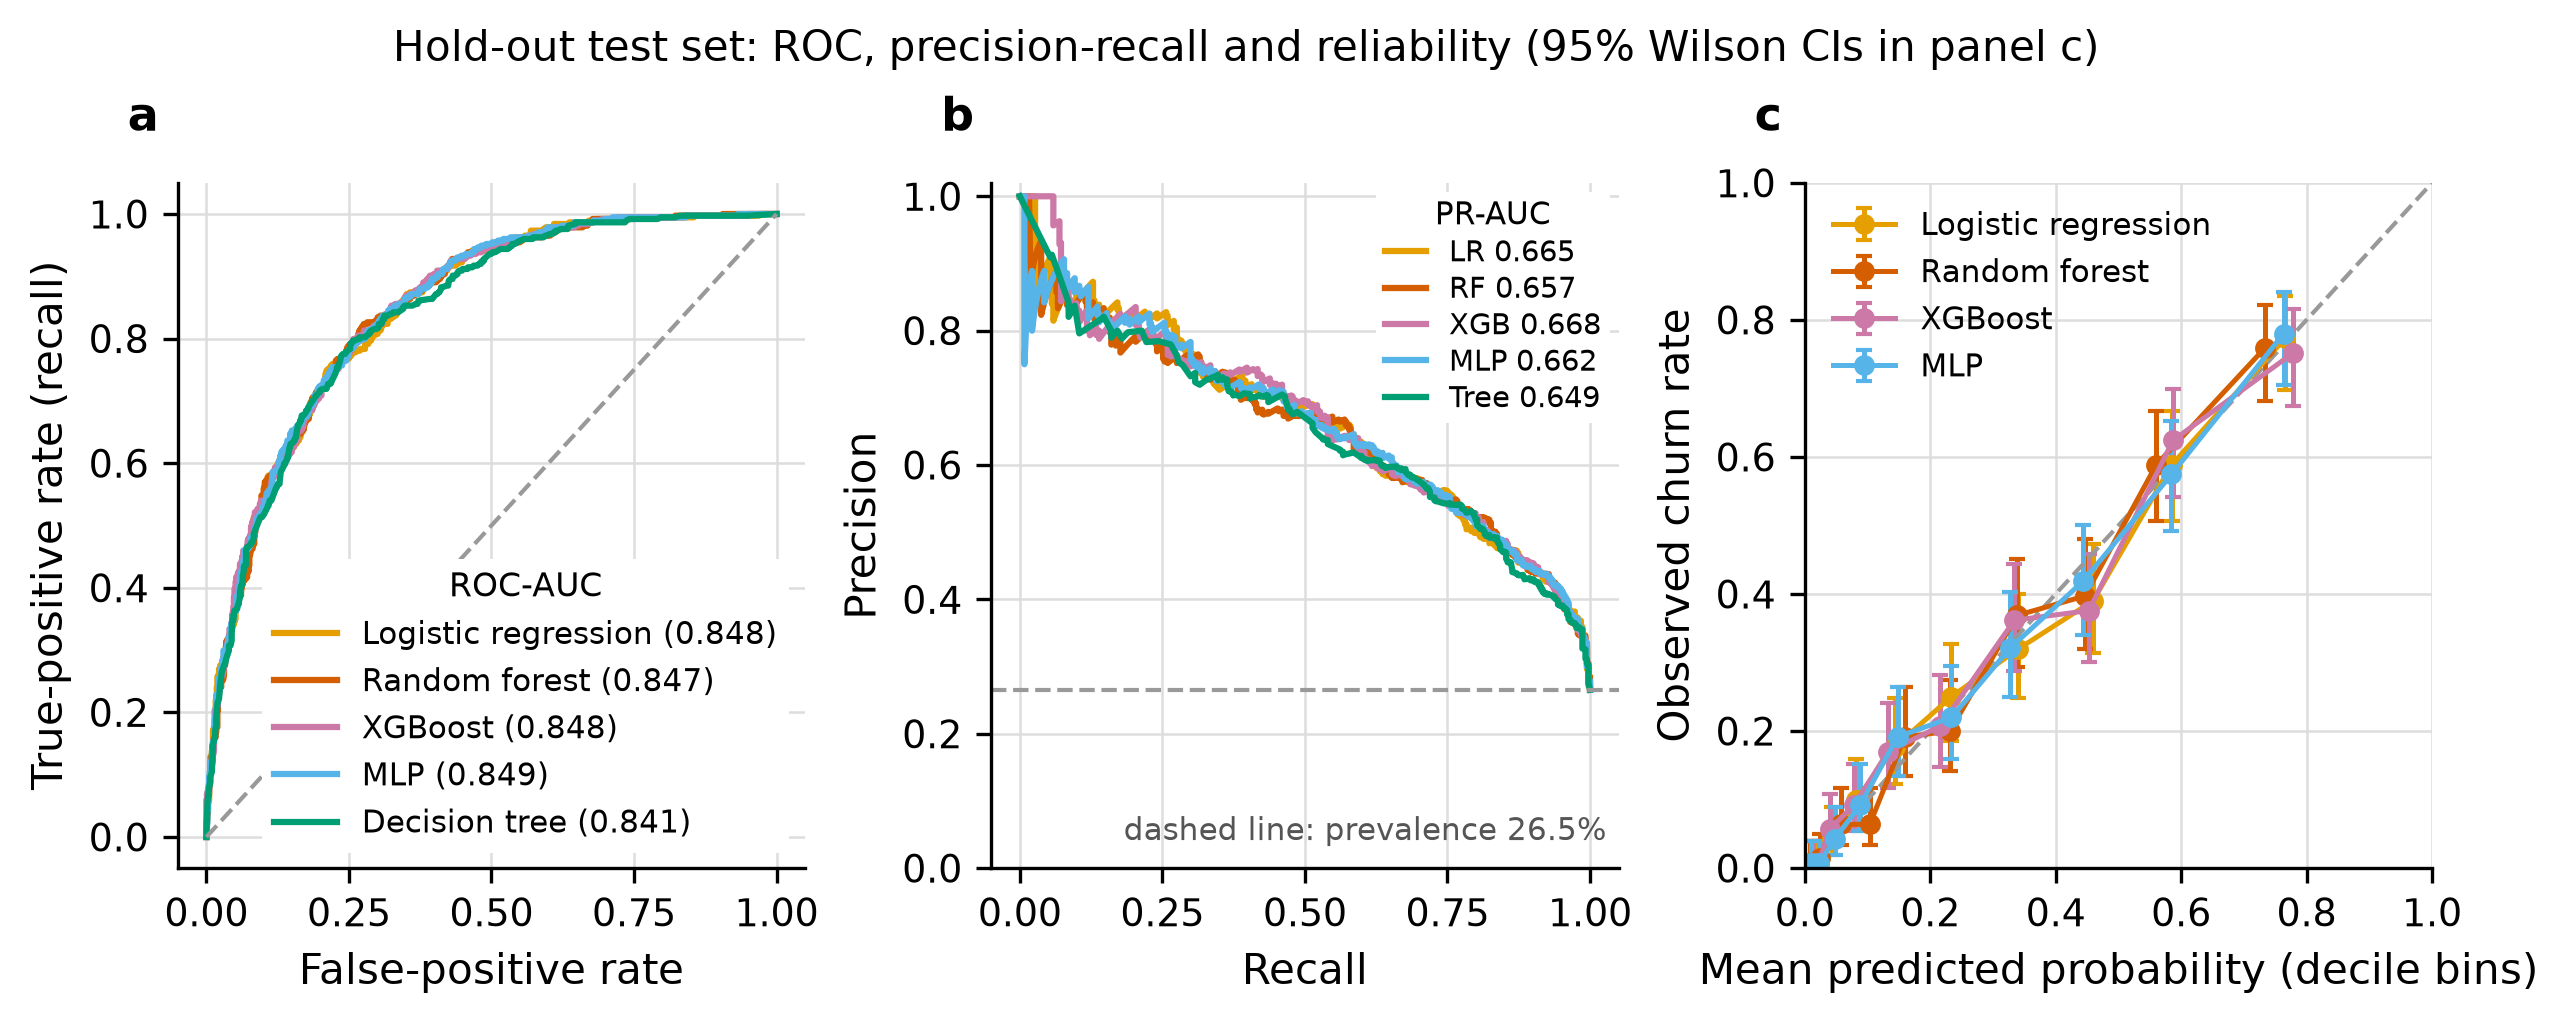 Hold-out test set: ROC, precision-recall and reliability (95% Wilson CIs in panel c)
a
True-positive rate (recall)
1.0
0.8
0.6
0.4
0.2
0.0
ROC-AUC
Logistic regression (0.848)
Random forest (0.847)
XGBoost (0.848)
MLP (0.849)
Decision tree (0.841)
0.00 0.25 0.50 0.75 1.00
False-positive rate
b
Precision
1.0
0.8
0.6
0.4
0.2
0.0
PR-AUC
LR 0.665
RF 0.657
XGB 0.668
MLP 0.662
Tree 0.649
dashed line: prevalence 26.5%
0.00 0.25 0.50 0.75 1.00
Recall
c
Observed churn rate
1.0
0.8
0.6
0.4
0.2
0.0
Logistic regression
Random forest
XGBoost
MLP
0.0 0.2 0.4 0.6 0.8 1.0
Mean predicted probability (decile bins)